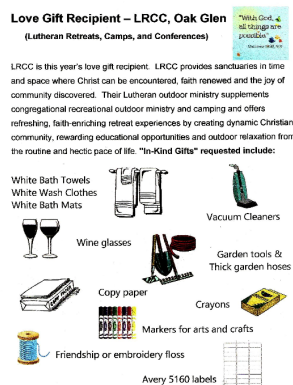 Love Gift Recipient – LRCC, Oak Glen
"With God,
all things are
possible"
(Lutheran Retreats, Camps, and Conferences)
LRCC is this year's love gift recipient. LRCC provides sanctuaries in time
and space where Christ can be encountered, faith renewed and the joy of
community discovered. Their Lutheran outdoor ministry supplements
congregational recreational outdoor ministry and camping and offers
refreshing, faith-enriching retreat experiences by creating dynamic Christian
community, rewarding educational opportunities and outdoor relaxation from
the routine and hectic pace of life. "In-Kind Gifts" requested include:
White Bath Towels
White Wash Clothes
White Bath Mats
Vacuum Cleaners
Wine glasses
Garden tools &
Thick garden hoses
Copy paper
Crayons
Markers for arts and crafts
Friendship or embroidery floss
Avery 5160 labels